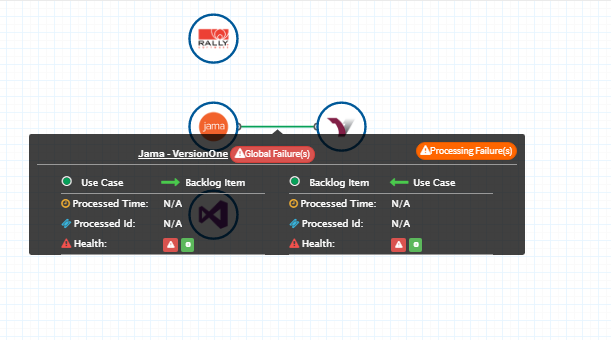 RALLY
SOFTWARE
jama
Jama - VersionOne Global Failure(s) Processing Failure(s)
Use Case Backlog Item Backlog Item Use Case
Processed Time: N/A Processed Time: N/A
Processed Id: N/A Processed Id: N/A
Health: Health: